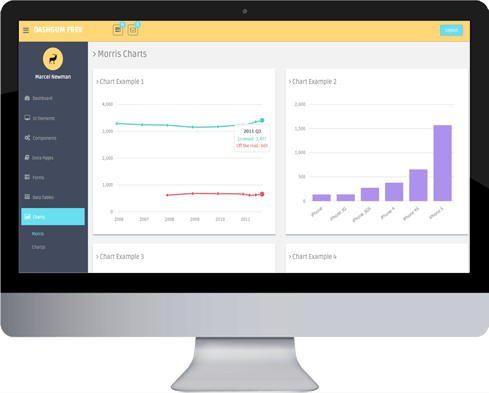 DASHGUM FREE
Logout
Marcel Newman
Dashboard
UI Elements
Components
Data Pages
Forms
Data Tables
Charts
Morris
Chartjs
Morris Charts
Chart Example 1
4,000
3,000
2,000
1,000
0
2006 2007 2008 2009 2010 2011
2011 Q3
Licensed: 3,407
Off the road: 660
Chart Example 2
2,000
1,500
1,000
500
0
iPhone iPhone 3G iPhone 3GS iPhone 4 iPhone 4S iPhone 5
Chart Example 3
Chart Example 4